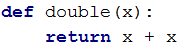 def double(x):
    return x + x